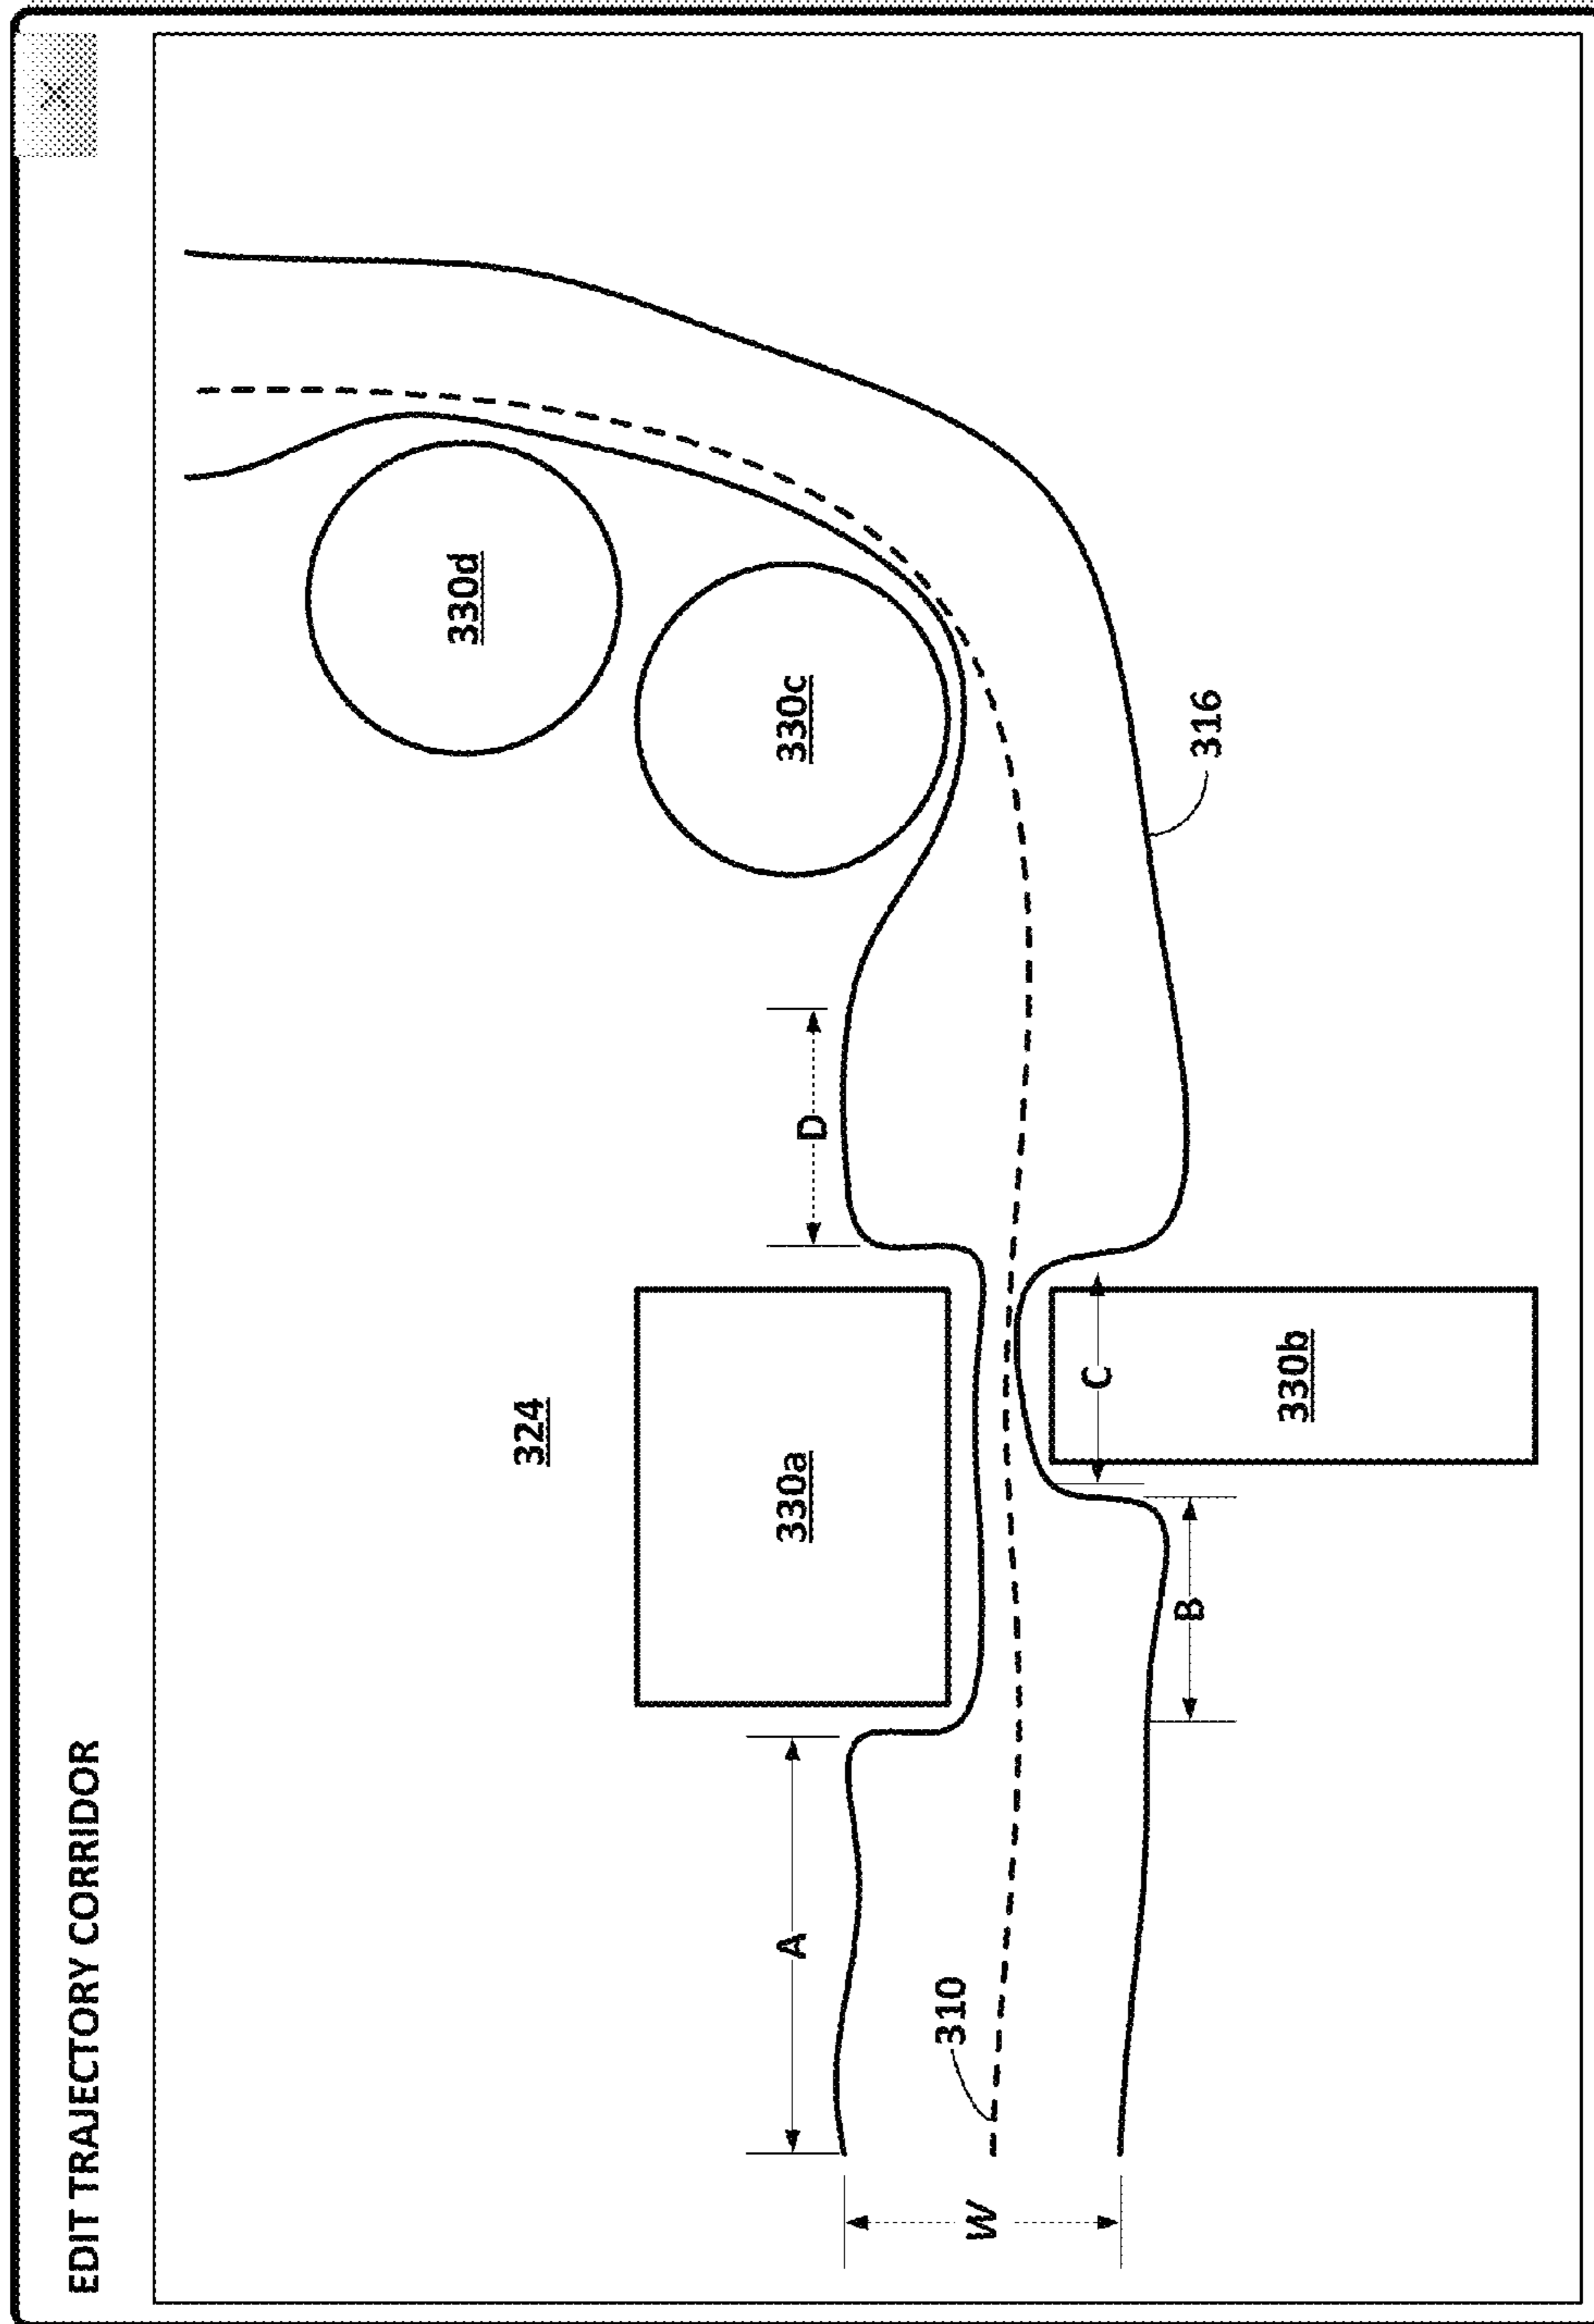 EDIT TRAJECTORY CORRIDOR
X
324
330d
330a
330c
A
D
310
W
C
B
316
330b